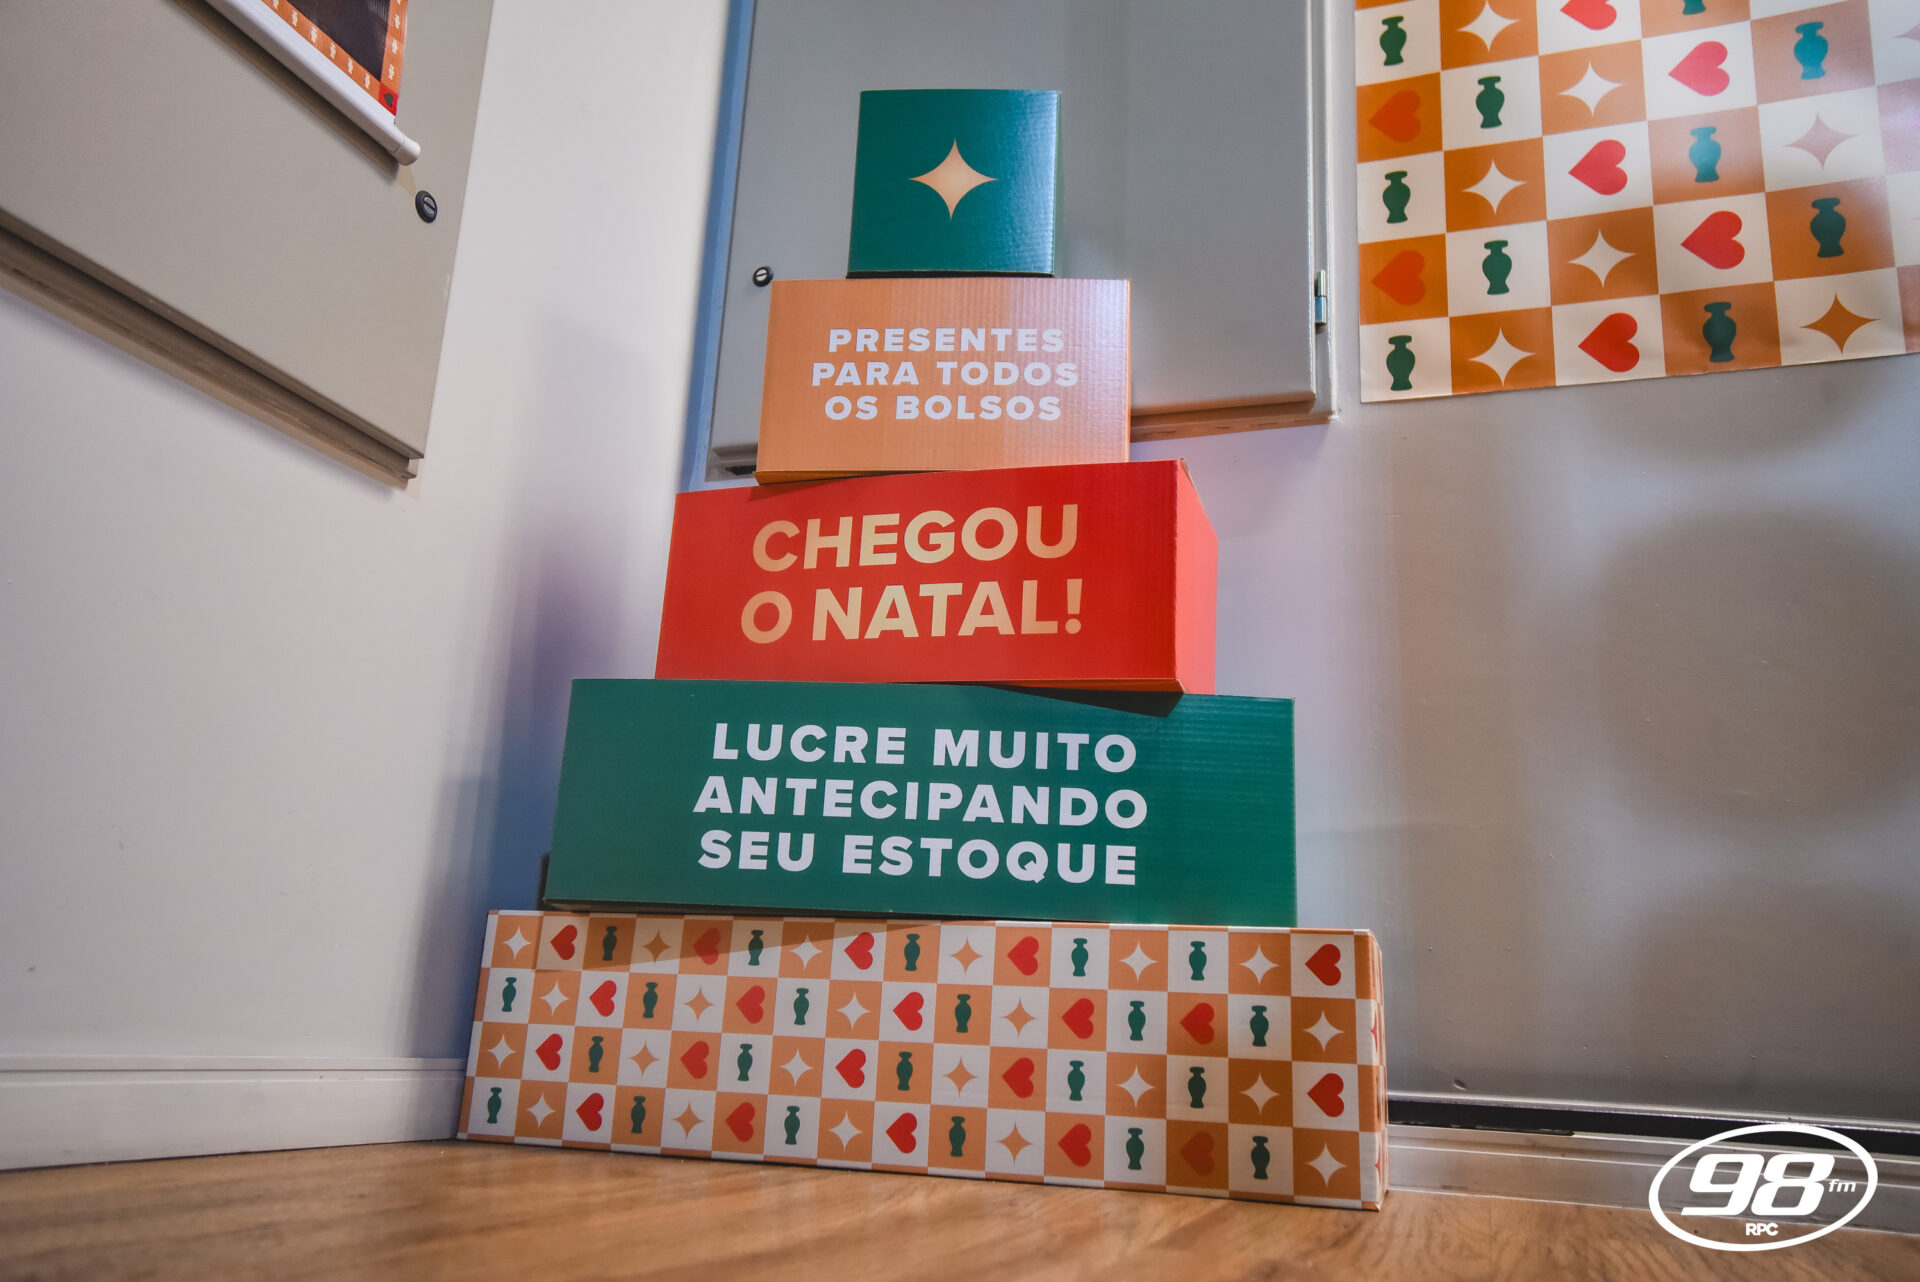 PRESENTES
PARA TODOS
OS BOLSOS
CHEGOU
O NATAL!
LUCRE MUITO
ANTECIPANDO
SEU ESTOQUE
98 fm
RPC